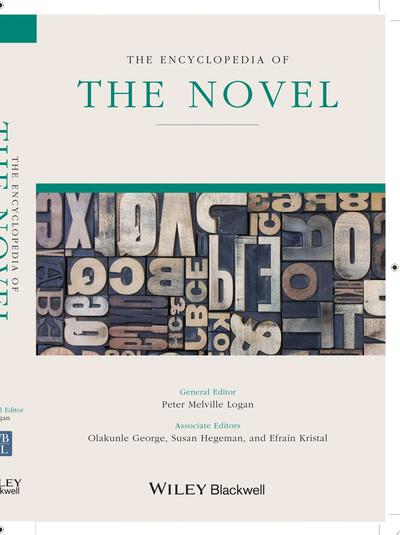 THE ENCYCLOPEDIA OF
THE NOVEL
General Editor
Peter Melville Logan
Associate Editors
Olakunle George, Susan Hegeman, and Efraín Kristal
WILEY Blackwell
THE ENCYCLOPEDIA OF
THE NOVEL